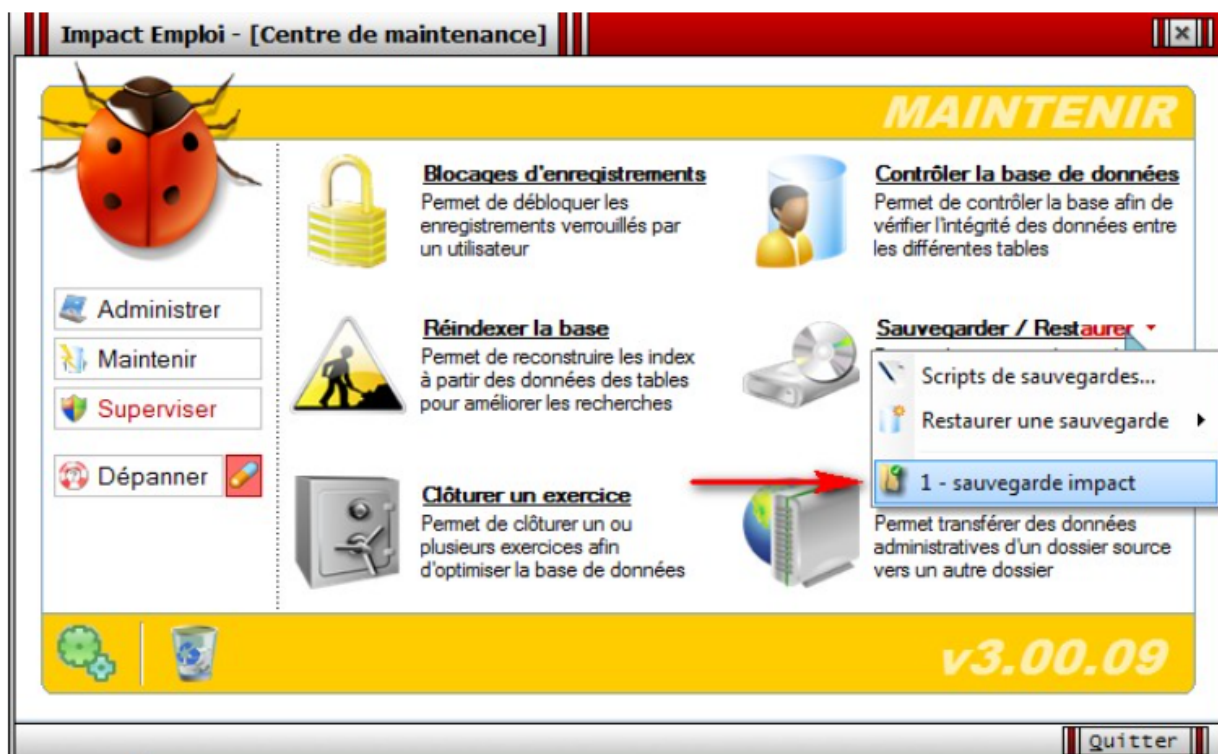 Impact Emploi - [Centre de maintenance]
MAINTENIR
Administrer
Maintenir
Superviser
Dépanner
Blocages d'enregistrements
Permet de débloquer les
enregistrements verrouillés par
un utilisateur
Contrôler la base de données
Permet de contrôler la base afin de
vérifier l'intégrité des données entre
les différentes tables
Réindexer la base
Permet de reconstruire les index
à partir des données des tables
pour améliorer les recherches
Sauvegarder / Restaurer
Scripts de sauvegardes...
Restaurer une sauvegarde
1 - sauvegarde impact
Clôturer un exercice
Permet de clôturer un ou
plusieurs exercices afin
d'optimiser la base de données
Permet transférer des données
administratives d'un dossier source
vers un autre dossier
v3.00.09
Quitter